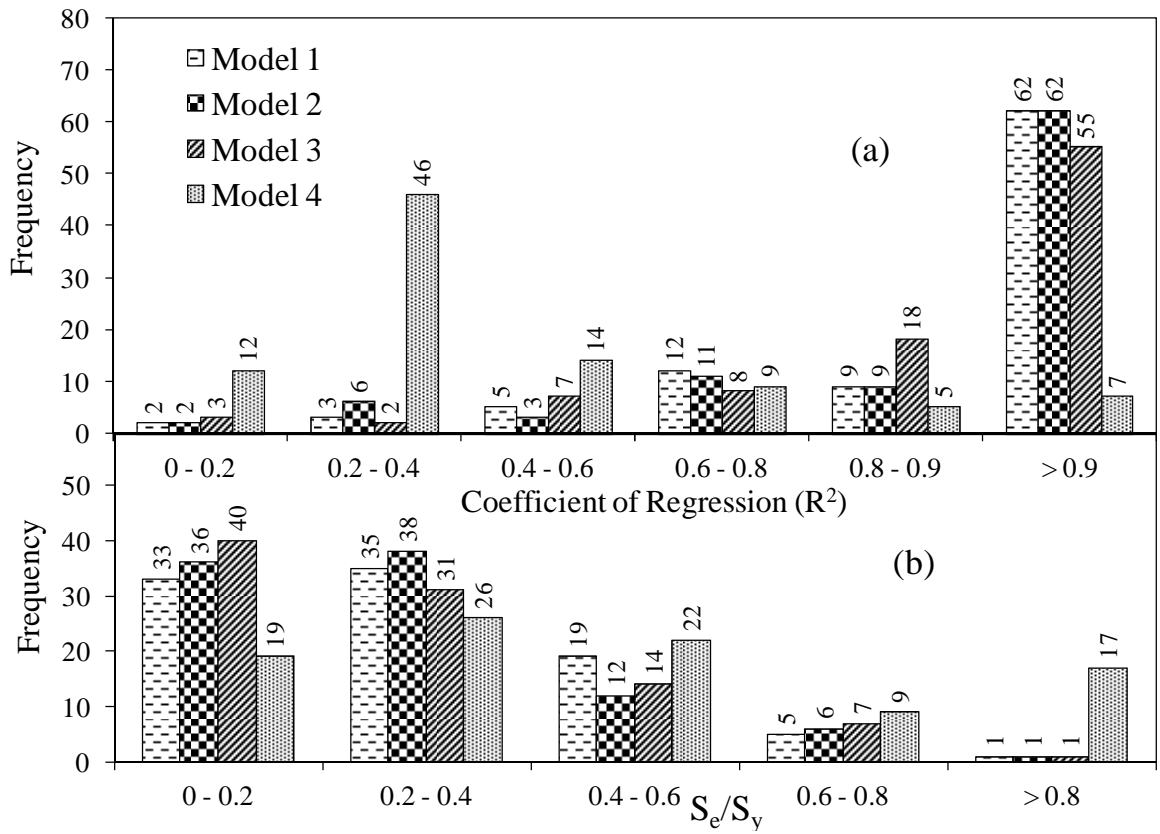 80
70
60
50
40
30
20
10
0
Frequency
Model 1
Model 2
Model 3
Model 4
(a)
2 2 3 12
3 6 2 46
5 3 7 14
12 11 8 9
9 9 18 5
62 62 55 7
0 - 0.2 0.2 - 0.4 0.4 - 0.6 0.6 - 0.8 0.8 - 0.9 > 0.9
Coefficient of Regression (R²)
50
40
30
20
10
0
Frequency
(b)
33 36 40 19
35 38 31 26
19 12 14 22
5 6 7 9
1 1 1 17
0 - 0.2 0.2 - 0.4 0.4 - 0.6 0.6 - 0.8 > 0.8
Sₑ/Sᵧ